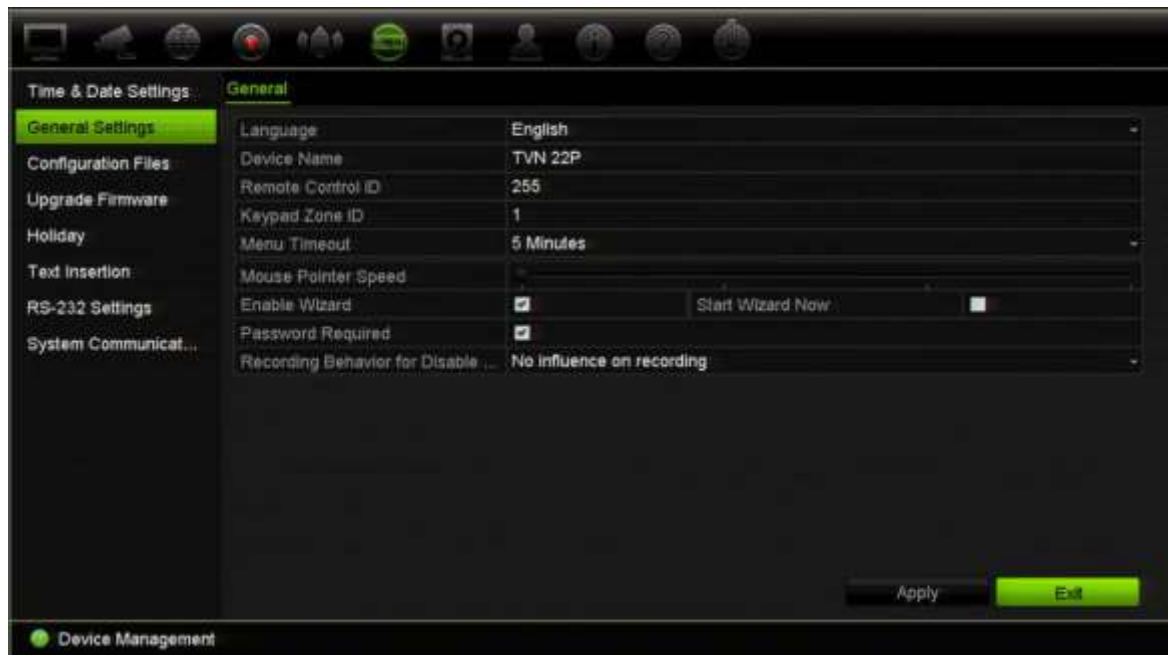 Time & Date Settings
General
General Settings
Language English
Configuration Files
Device Name TVN 22P
Upgrade Firmware
Remote Control ID 255
Keypad Zone ID 1
Holiday
Menu Timeout 5 Minutes
Text Insertion
Mouse Pointer Speed
RS-232 Settings
Enable Wizard Start Wizard Now
Password Required
System Communicat...
Recording Behavior for Disable ... No influence on recording
Apply Exit
Device Management